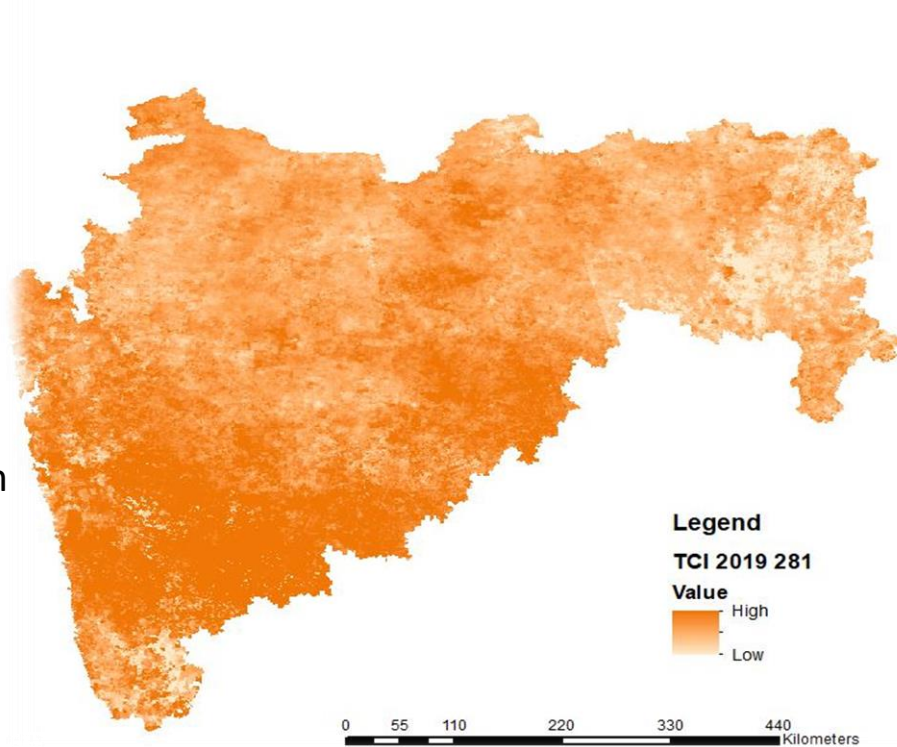 n
Legend
TCI 2019 281
Value
High
Low
0 55 110 220 330 440
Kilometers